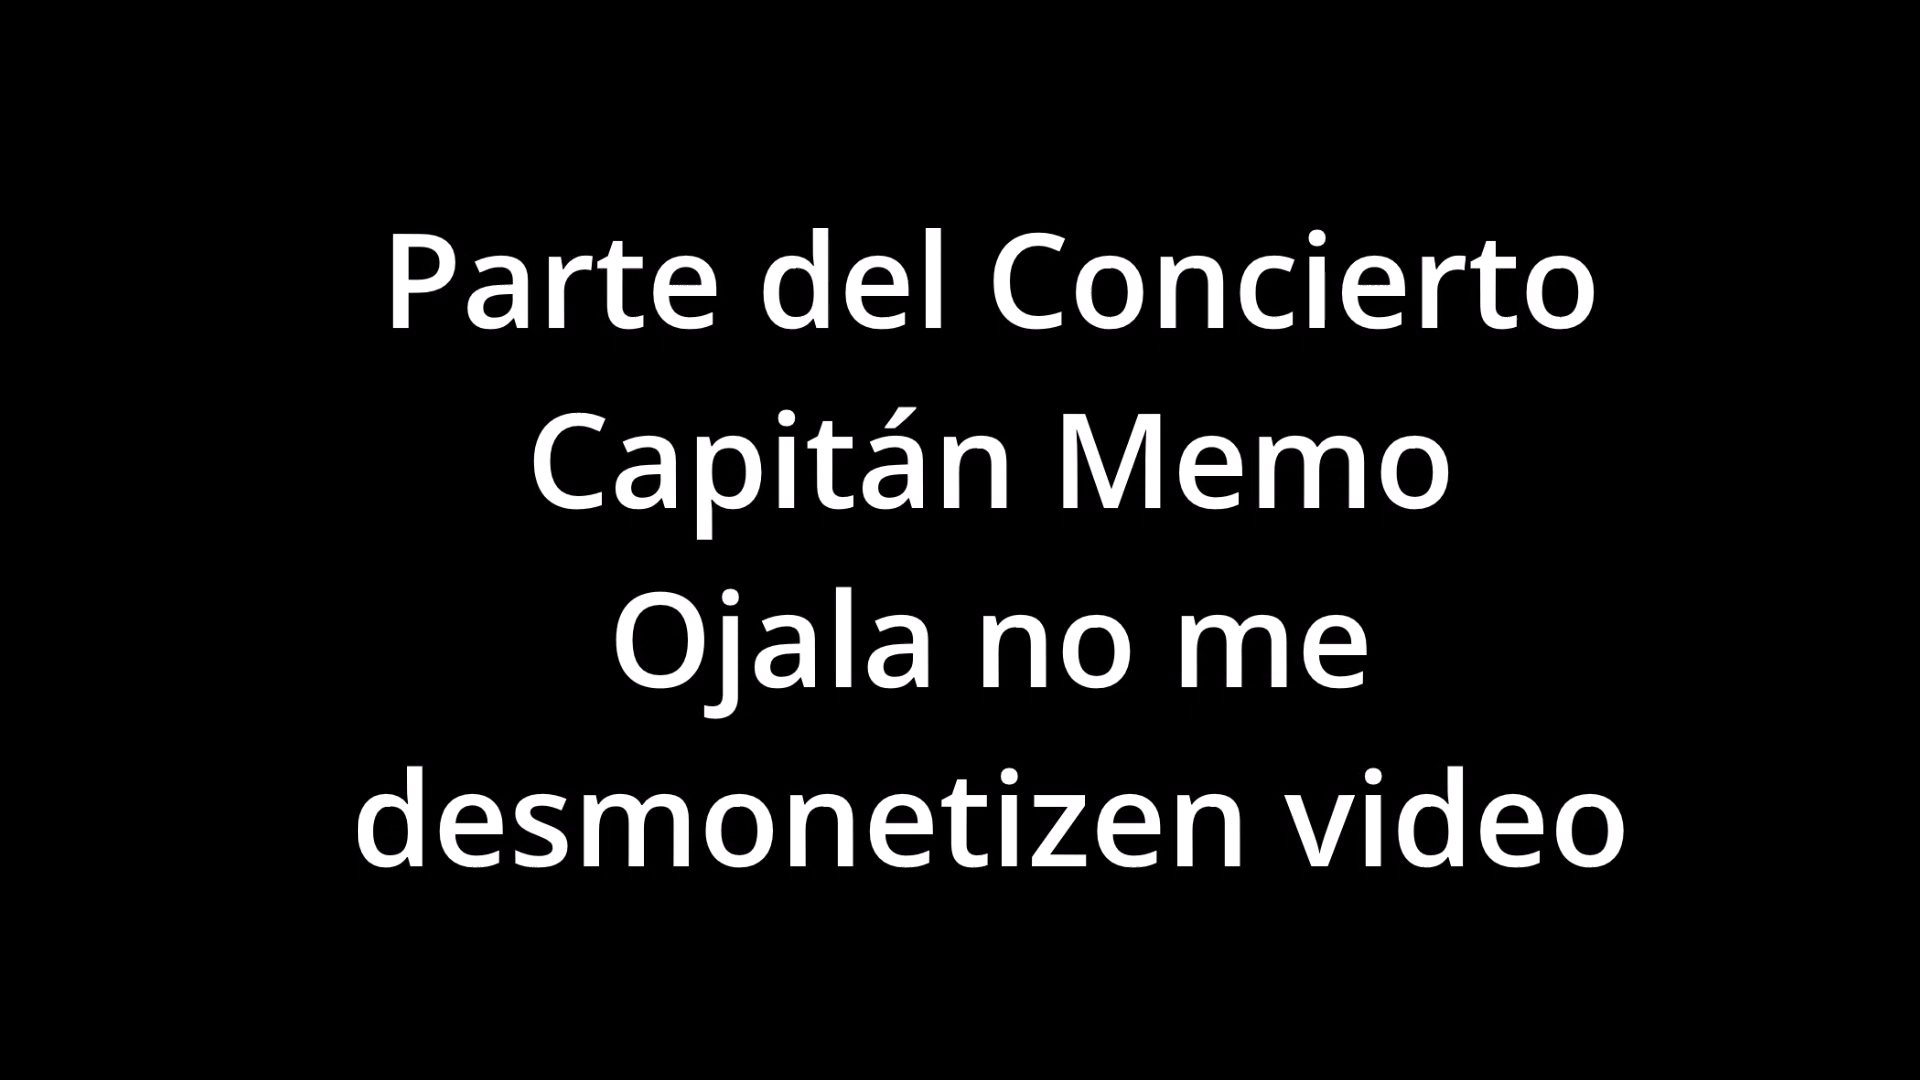 Parte del Concierto
Capitán Memo
Ojala no me
desmonetizen video